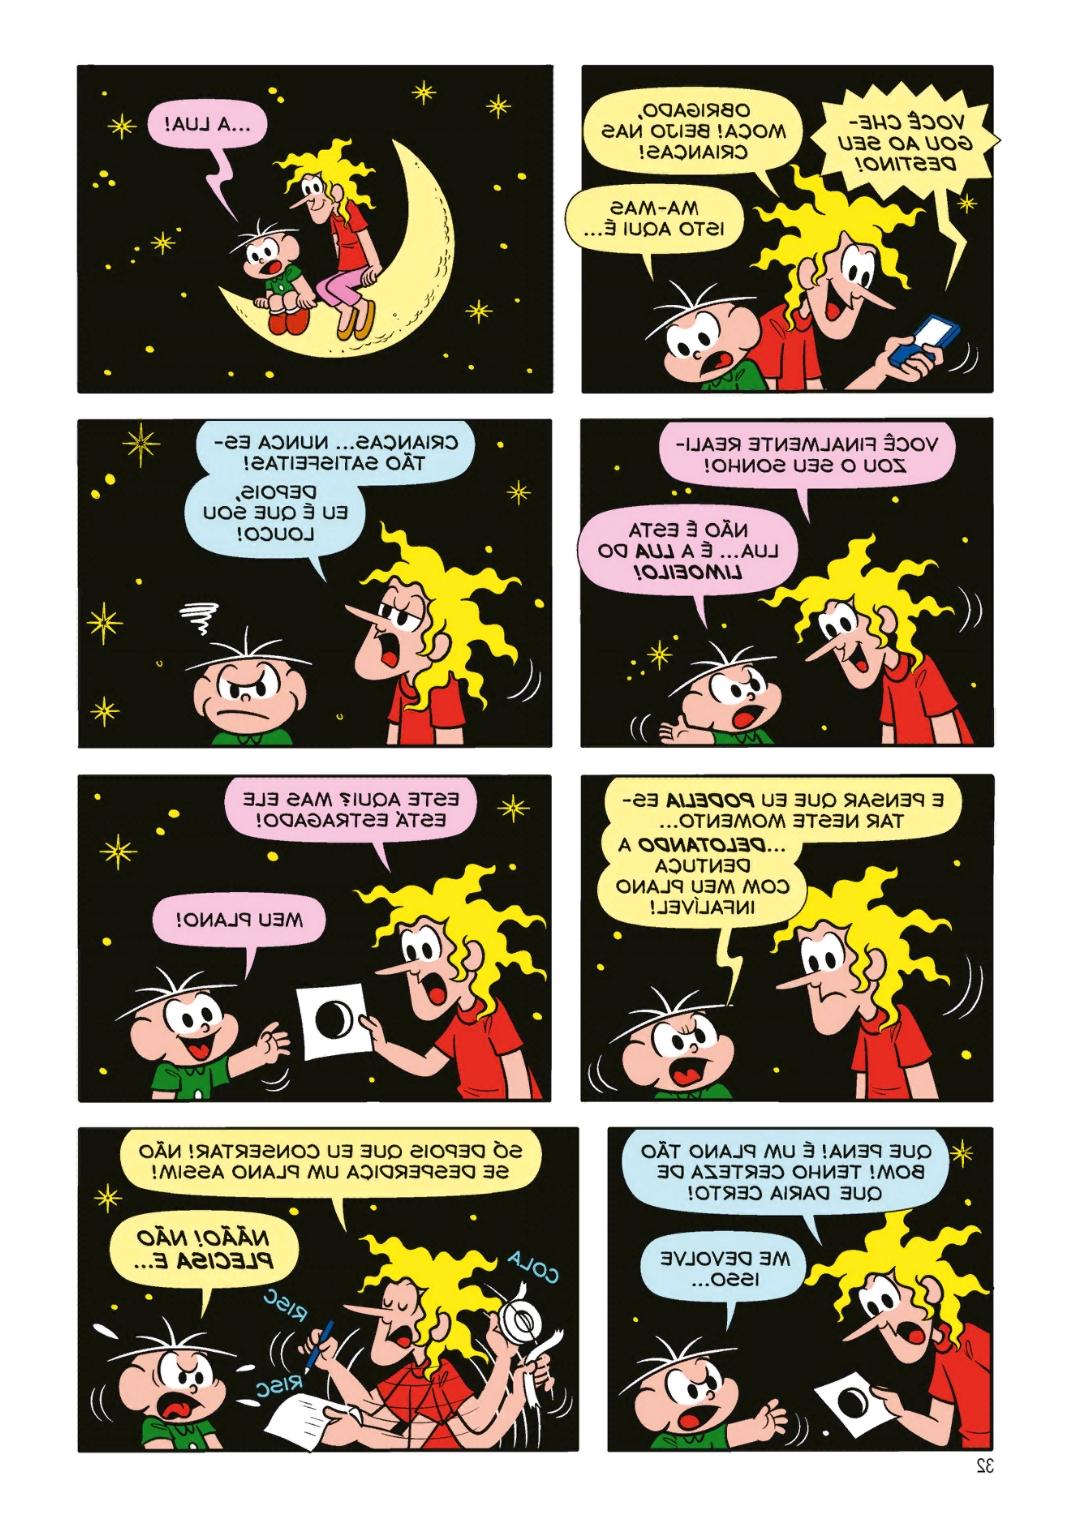 VOCÊ CHE-
GOU AO SEU
DESTINO!
OBRIGADO,
MOÇA! BEIJO NAS
CRIANÇAS!
MA-MAS
ISTO AQUI É...
...A LUA!
VOCÊ FINALMENTE REALI-
ZOU O SEU SONHO!
NÃO É ESTA
LUA... É A LUA DO
LIMOEILO!
CRIANÇAS... NUNCA ES-
TÃO SATISFEITAS!
DEPOIS,
EU É QUE SOU
LOUCO!
E PENSAR QUE EU PODELIA ES-
TAR NESTE MOMENTO...
...DELOTANDO A
DENTUÇA
COM MEU PLANO
INFALÍVEL!
ESTE AQUI? MAS ELE
ESTÁ ESTRAGADO!
MEU PLANO!
QUE PENA! É UM PLANO TÃO
BOM! TENHO CERTEZA DE
QUE DARIA CERTO!
ME DEVOLVE
ISSO...
SÓ DEPOIS QUE EU CONSERTAR! NÃO
SE DESPERDIÇA UM PLANO ASSIM!
COLA
RISC
RISC
NÃÃO! NÃO
PLECISA E...
32